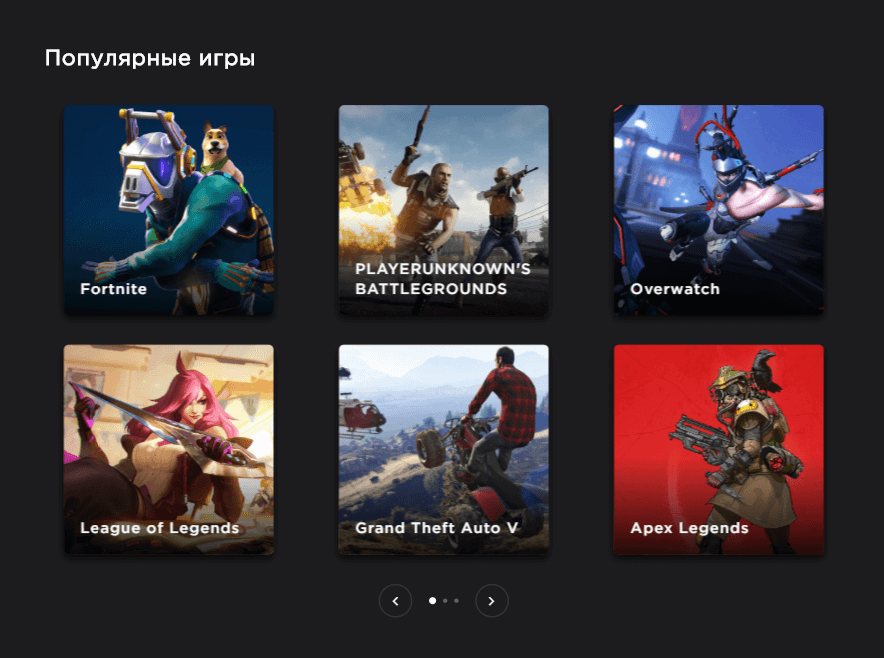 Популярные игры
Fortnite
PLAYERUNKNOWN'S
BATTLEGROUNDS
Overwatch
League of Legends
Grand Theft Auto V
Apex Legends